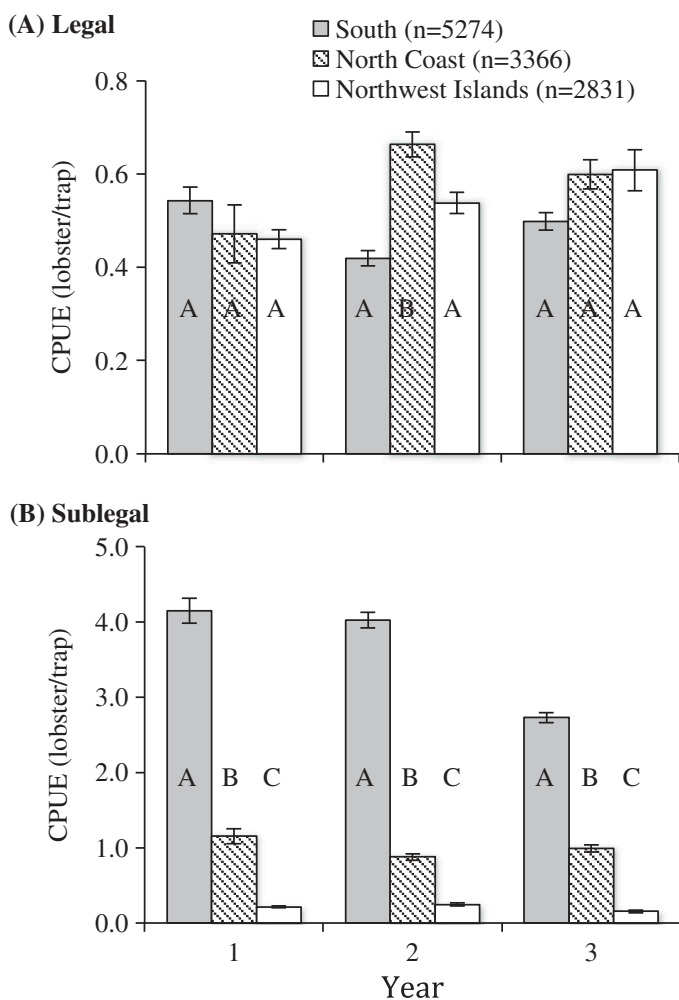 (A) Legal
South (n=5274)
North Coast (n=3366)
Northwest Islands (n=2831)
CPUE (lobster/trap)
0.8
0.6
0.4
0.2
0.0
A A A A B A A A A
(B) Sublegal
CPUE (lobster/trap)
5.0
4.0
3.0
2.0
1.0
0.0
A B C A B C A B C
1 2 3
Year